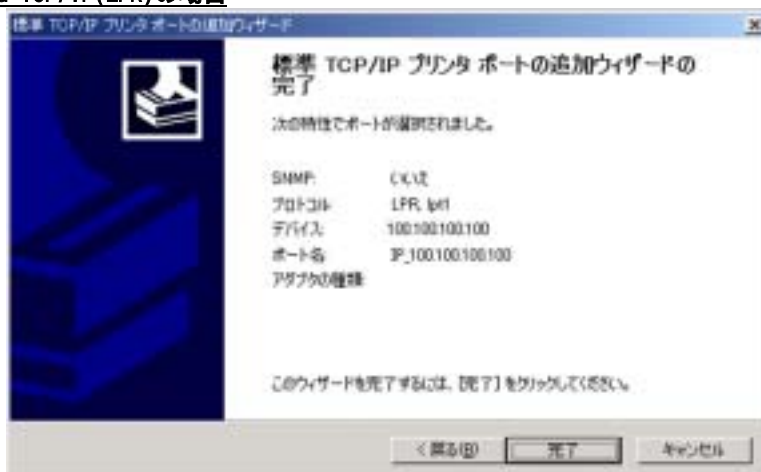 TCP/IP(LPR)の場合
標準 TCP/IP プリンタ ポートの追加ウィザード
標準 TCP/IP プリンタ ポートの追加ウィザードの
完了
次の特性でポートが選択されました。
SNMP: いいえ
プロトコル: LPR, lpt1
デバイス: 100.100.100.100
ポート名: IP_100.100.100.100
アダプタの種類:
このウィザードを完了するには、[完了] をクリックしてください。
< 戻る(B)
完了
キャンセル